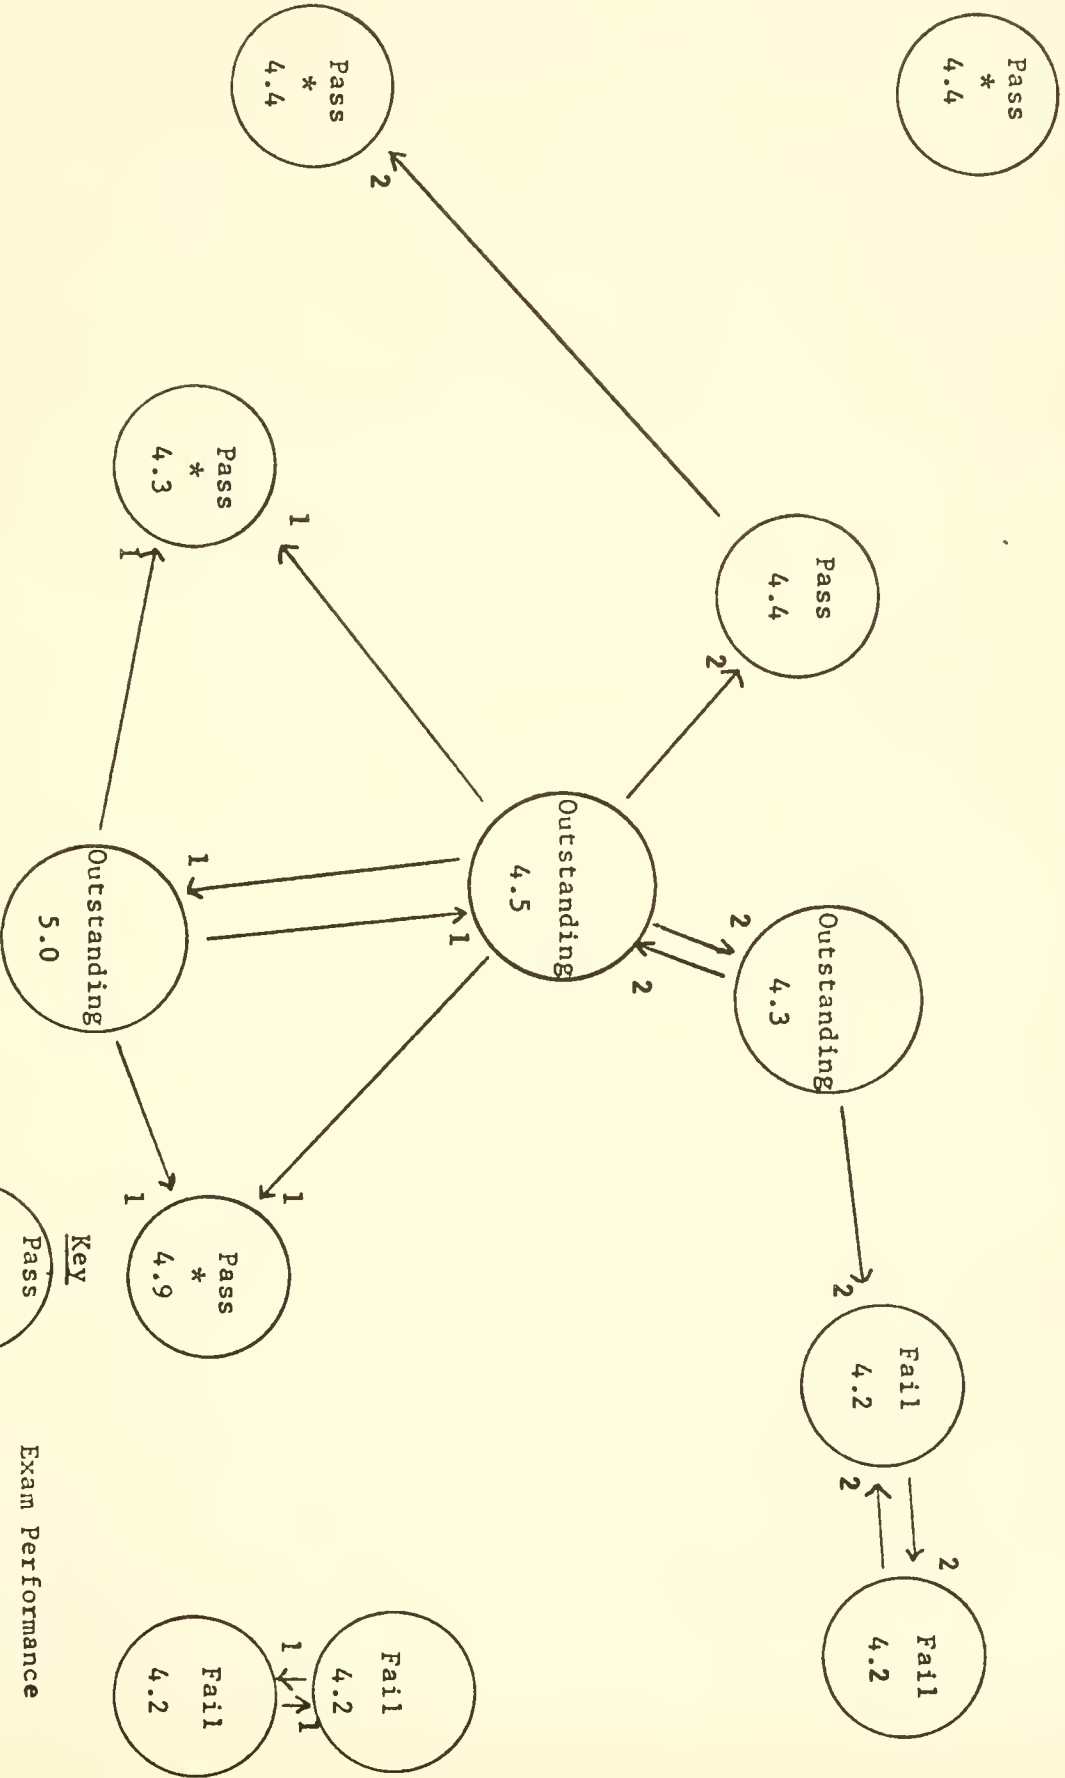 Pass
*
4.4
2
Fail
4.2
Fail
4.2
2
2
Outstanding
4.3
Pass
4.4
2
2
2
Outstanding
4.5
1
Fail
4.2
2
Pass
*
4.4
1
1
1
1
Pass
*
4.3
Pass
*
4.9
Fail
4.2
1
1
1
Outstanding
5.0
Key
Pass
Exam Performance